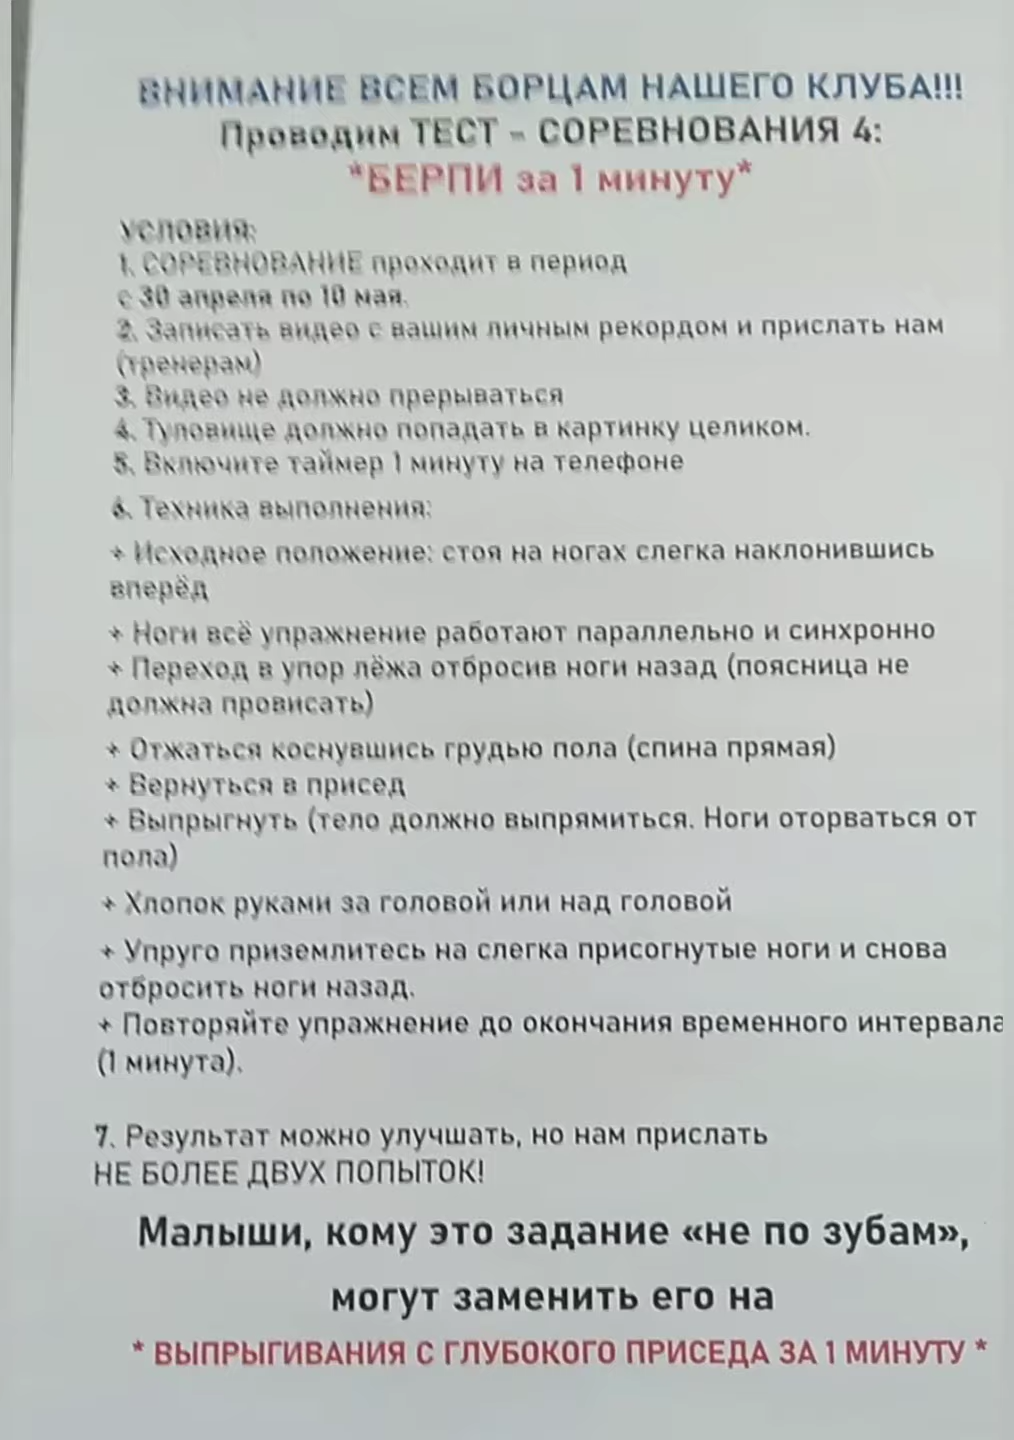 ВНИМАНИЕ ВСЕМ БОРЦАМ НАШЕГО КЛУБА!!!
Проводим ТЕСТ - СОРЕВНОВАНИЯ 4:
*БЕРПИ за 1 минуту*
УСЛОВИЯ:
1. СОРЕВНОВАНИЕ проходит в период
с 30 апреля по 10 мая.
2. Записать видео с вашим личным рекордом и прислать нам
(тренерам)
3. Видео не должно прерываться
4. Туловище должно попадать в картинку целиком.
5. Включите таймер 1 минуту на телефоне
6. Техника выполнения:
+ Исходное положение: стоя на ногах слегка наклонившись
вперёд
+ Ноги всё упражнение работают параллельно и синхронно
+ Переход в упор лёжа отбросив ноги назад (поясница не
должна провисать)
+ Отжаться коснувшись грудью пола (спина прямая)
+ Вернуться в присед
+ Выпрыгнуть (тело должно выпрямиться. Ноги оторваться от
пола)
+ Хлопок руками за головой или над головой
+ Упруго приземлитесь на слегка присогнутые ноги и снова
отбросить ноги назад.
+ Повторяйте упражнение до окончания временного интервала
(1 минута).
7. Результат можно улучшать, но нам прислать
НЕ БОЛЕЕ ДВУХ ПОПЫТОК!
Малыши, кому это задание «не по зубам»,
могут заменить его на
* ВЫПРЫГИВАНИЯ С ГЛУБОКОГО ПРИСЕДА ЗА 1 МИНУТУ *